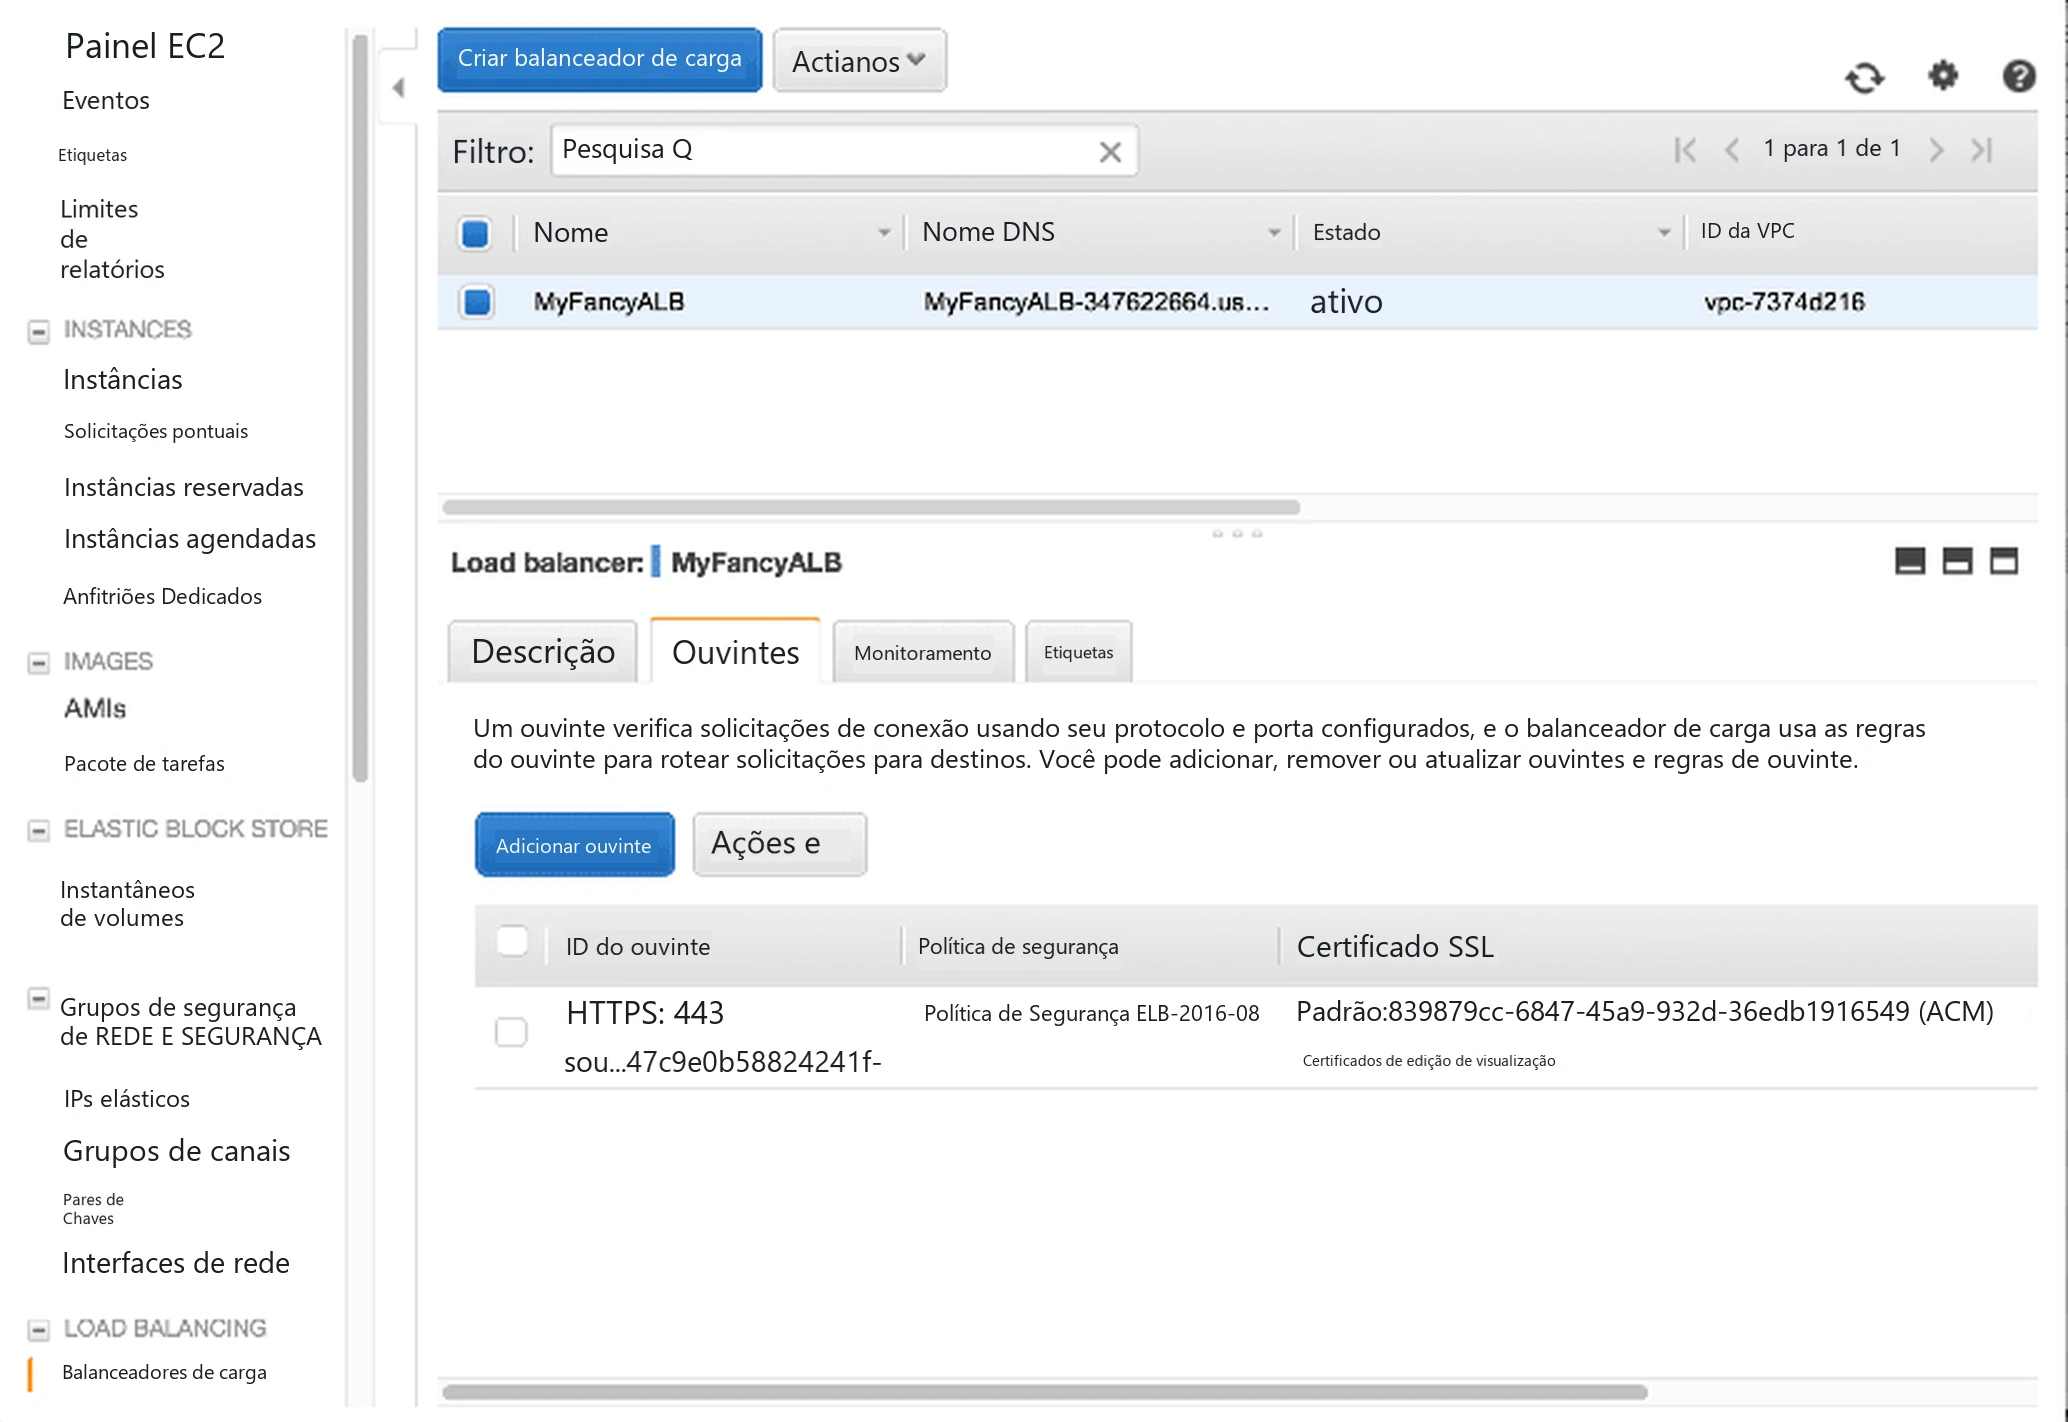 Painel EC2
Eventos
Etiquetas
Limites
de
relatórios
INSTANCES
Instâncias
Solicitações pontuais
Instâncias reservadas
Instâncias agendadas
Anfitriões Dedicados
IMAGES
AMIs
Pacote de tarefas
ELASTIC BLOCK STORE
Instantâneos
de volumes
Grupos de segurança
de REDE E SEGURANÇA
IPs elásticos
Grupos de canais
Pares de
Chaves
Interfaces de rede
LOAD BALANCING
Balanceadores de carga
Criar balanceador de carga
Actianos
Filtro:
Pesquisa Q
1 para 1 de 1
Nome
Nome DNS
Estado
ID da VPC
MyFancyALB
MyFancyALB-347622664.us...
ativo
vpc-7374d216
Load balancer: MyFancyALB
Descrição
Ouvintes
Monitoramento
Etiquetas
Um ouvinte verifica solicitações de conexão usando seu protocolo e porta configurados, e o balanceador de carga usa as regras
do ouvinte para rotear solicitações para destinos. Você pode adicionar, remover ou atualizar ouvintes e regras de ouvinte.
Adicionar ouvinte
Ações e
ID do ouvinte
Política de segurança
Certificado SSL
HTTPS: 443
Política de Segurança ELB-2016-08
Padrão:839879cc-6847-45a9-932d-36edb1916549 (ACM)
sou...47c9e0b58824241f-
Certificados de edição de visualização